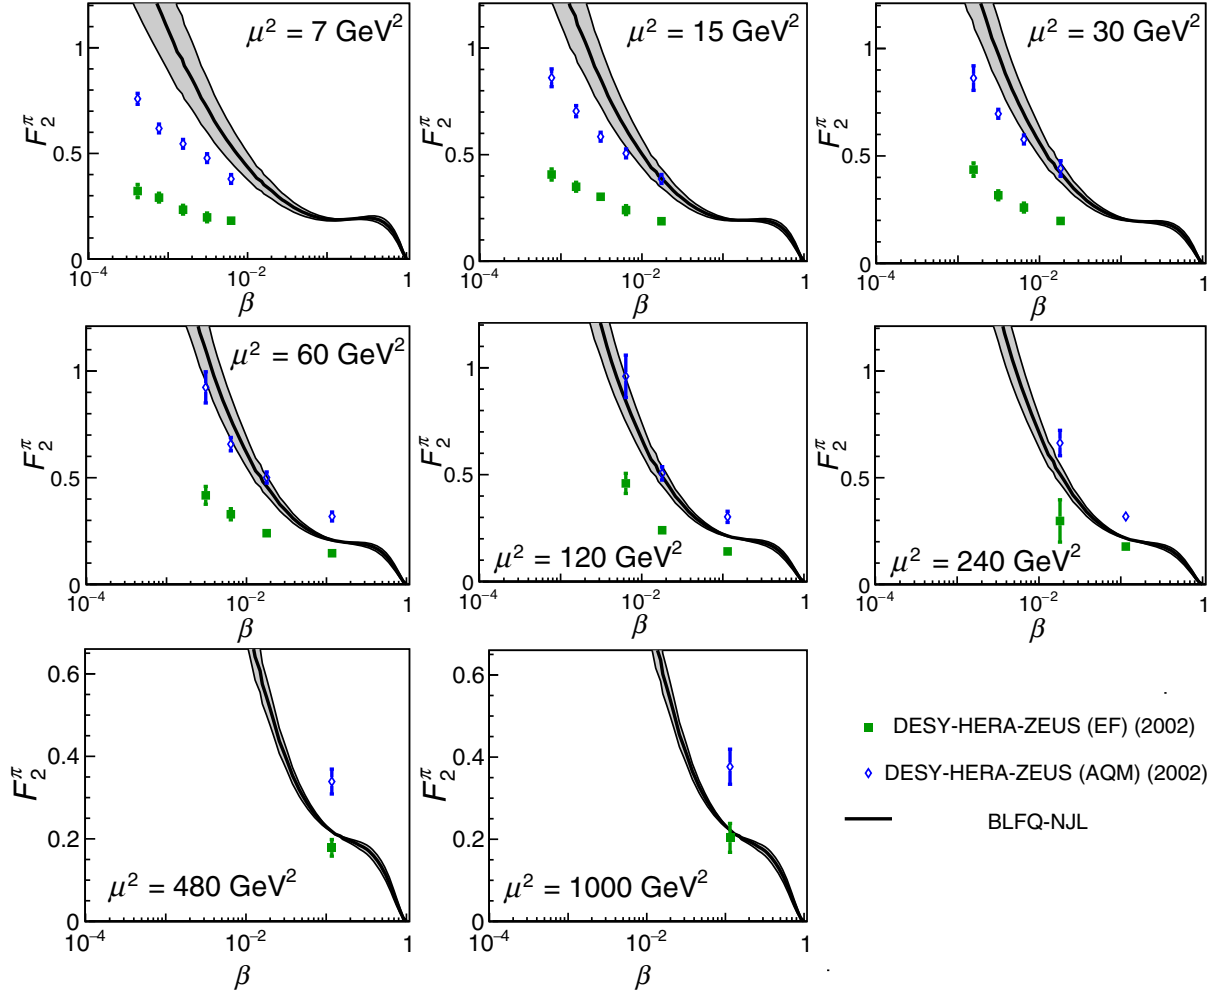 μ² = 7 GeV²
1
0.5
0
F₂^π
10⁻⁴
10⁻²
1
β
μ² = 15 GeV²
1
0.5
0
F₂^π
10⁻⁴
10⁻²
1
β
μ² = 30 GeV²
1
0.5
0
F₂^π
10⁻⁴
10⁻²
1
β
μ² = 60 GeV²
1
0.5
0
F₂^π
10⁻⁴
10⁻²
1
β
μ² = 120 GeV²
1
0.5
0
F₂^π
10⁻⁴
10⁻²
1
β
μ² = 240 GeV²
1
0.5
0
F₂^π
10⁻⁴
10⁻²
1
β
μ² = 480 GeV²
0.6
0.4
0.2
0
F₂^π
10⁻⁴
10⁻²
1
β
μ² = 1000 GeV²
0.6
0.4
0.2
0
F₂^π
10⁻⁴
10⁻²
1
β
DESY-HERA-ZEUS (EF) (2002)
DESY-HERA-ZEUS (AQM) (2002)
BLFQ-NJL